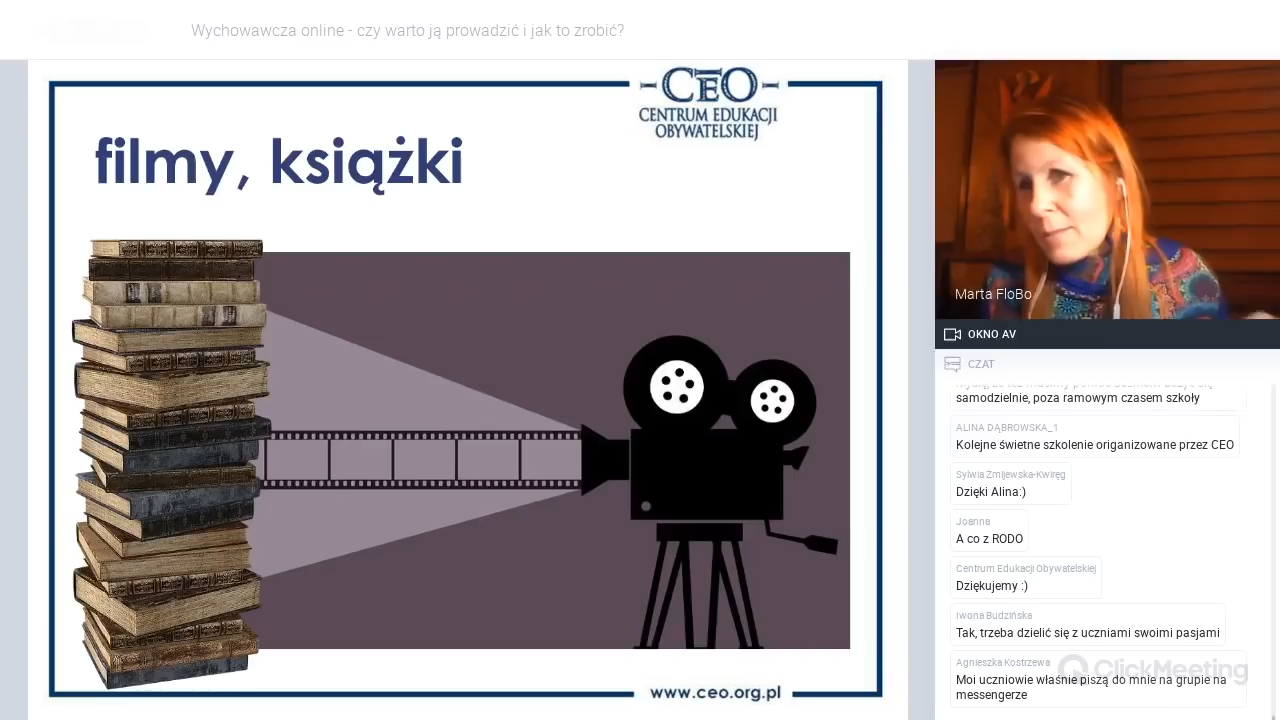 Wychowawcza online - czy warto ją prowadzić i jak to zrobić?
CEO
CENTRUM EDUKACJI
OBYWATELSKIEJ
filmy, książki
www.ceo.org.pl
Marta FloBo
OKNO AV
CZAT
samodzielnie, poza ramowym czasem szkoły
ALINA DĄBROWSKA_1
Kolejne świetne szkolenie origanizowane przez CEO
Sylwia Żmijewska-Kwiręg
Dzięki Alina:)
Joanna
A co z RODO
Centrum Edukacji Obywatelskiej
Dziękujemy :)
Iwona Budzińska
Tak, trzeba dzielić się z uczniami swoimi pasjami
Agnieszka Kostrzewa
ClickMeeting
Moi uczniowie właśnie piszą do mnie na grupie na
messengerze